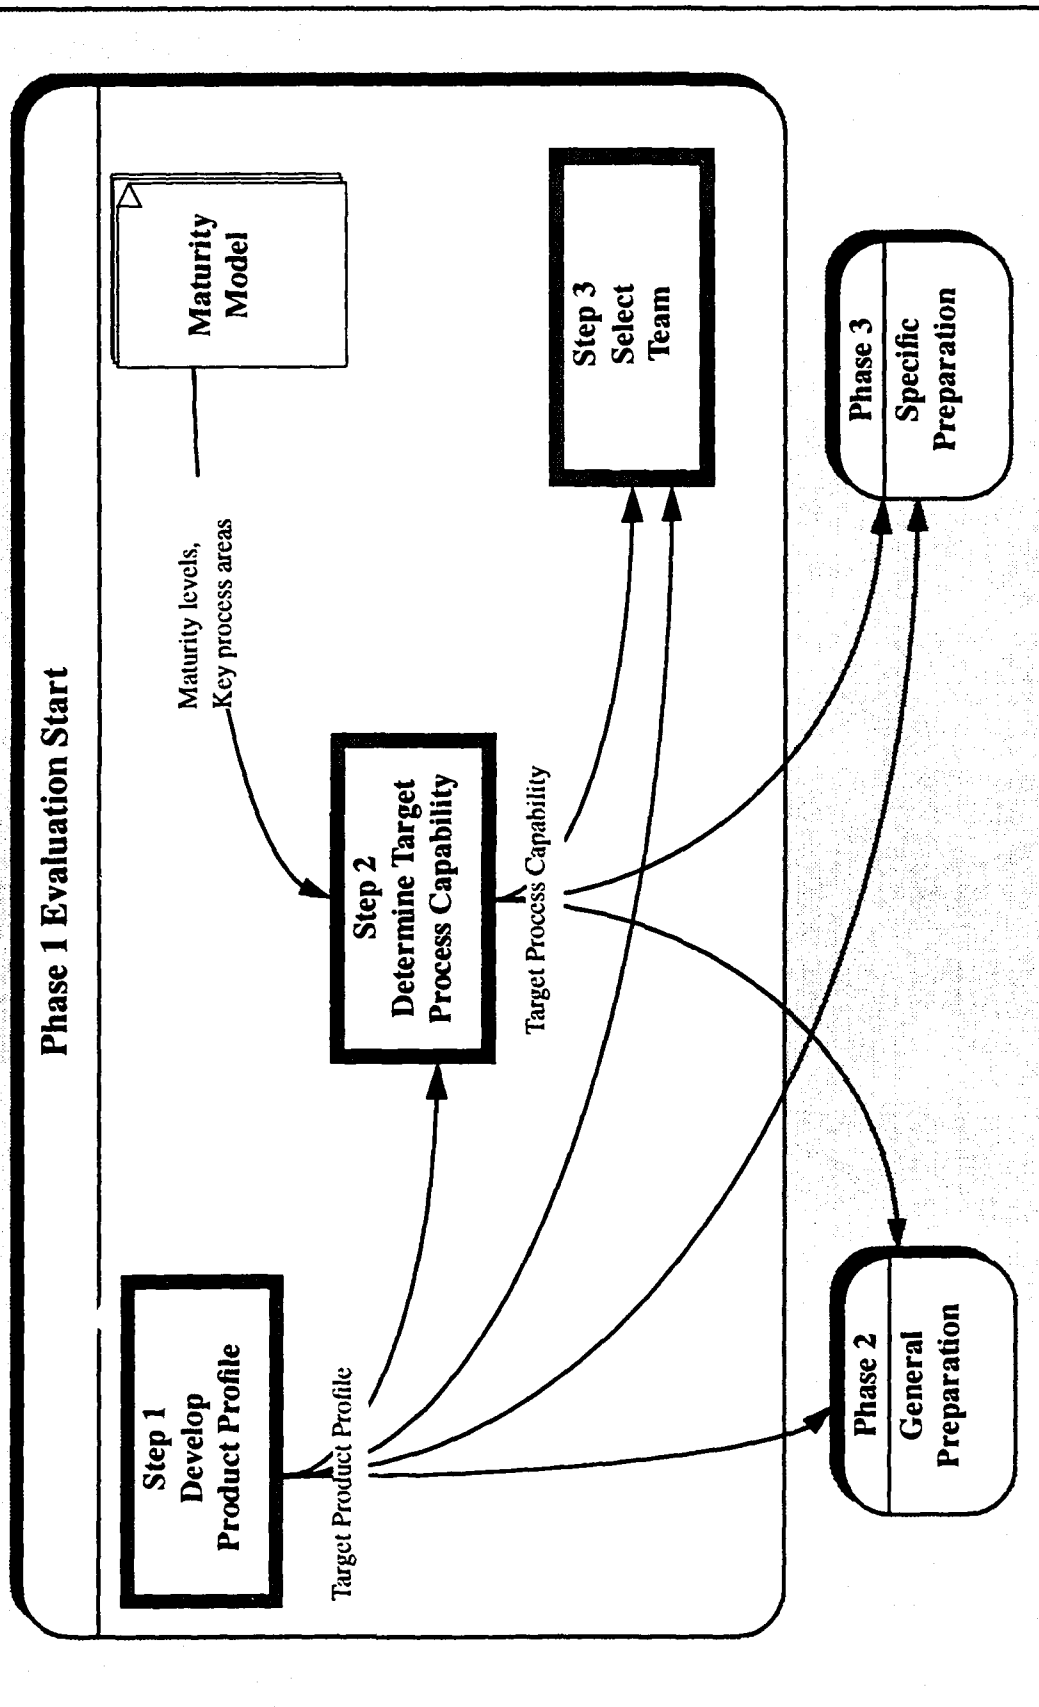 Phase 1 Evaluation Start
Step 1
Develop
Product Profile
Target Product Profile
Maturity
Model
Maturity levels,
Key process areas
Step 2
Determine Target
Process Capability
Target Process Capability
Step 3
Select
Team
Phase 2
General
Preparation
Phase 3
Specific
Preparation